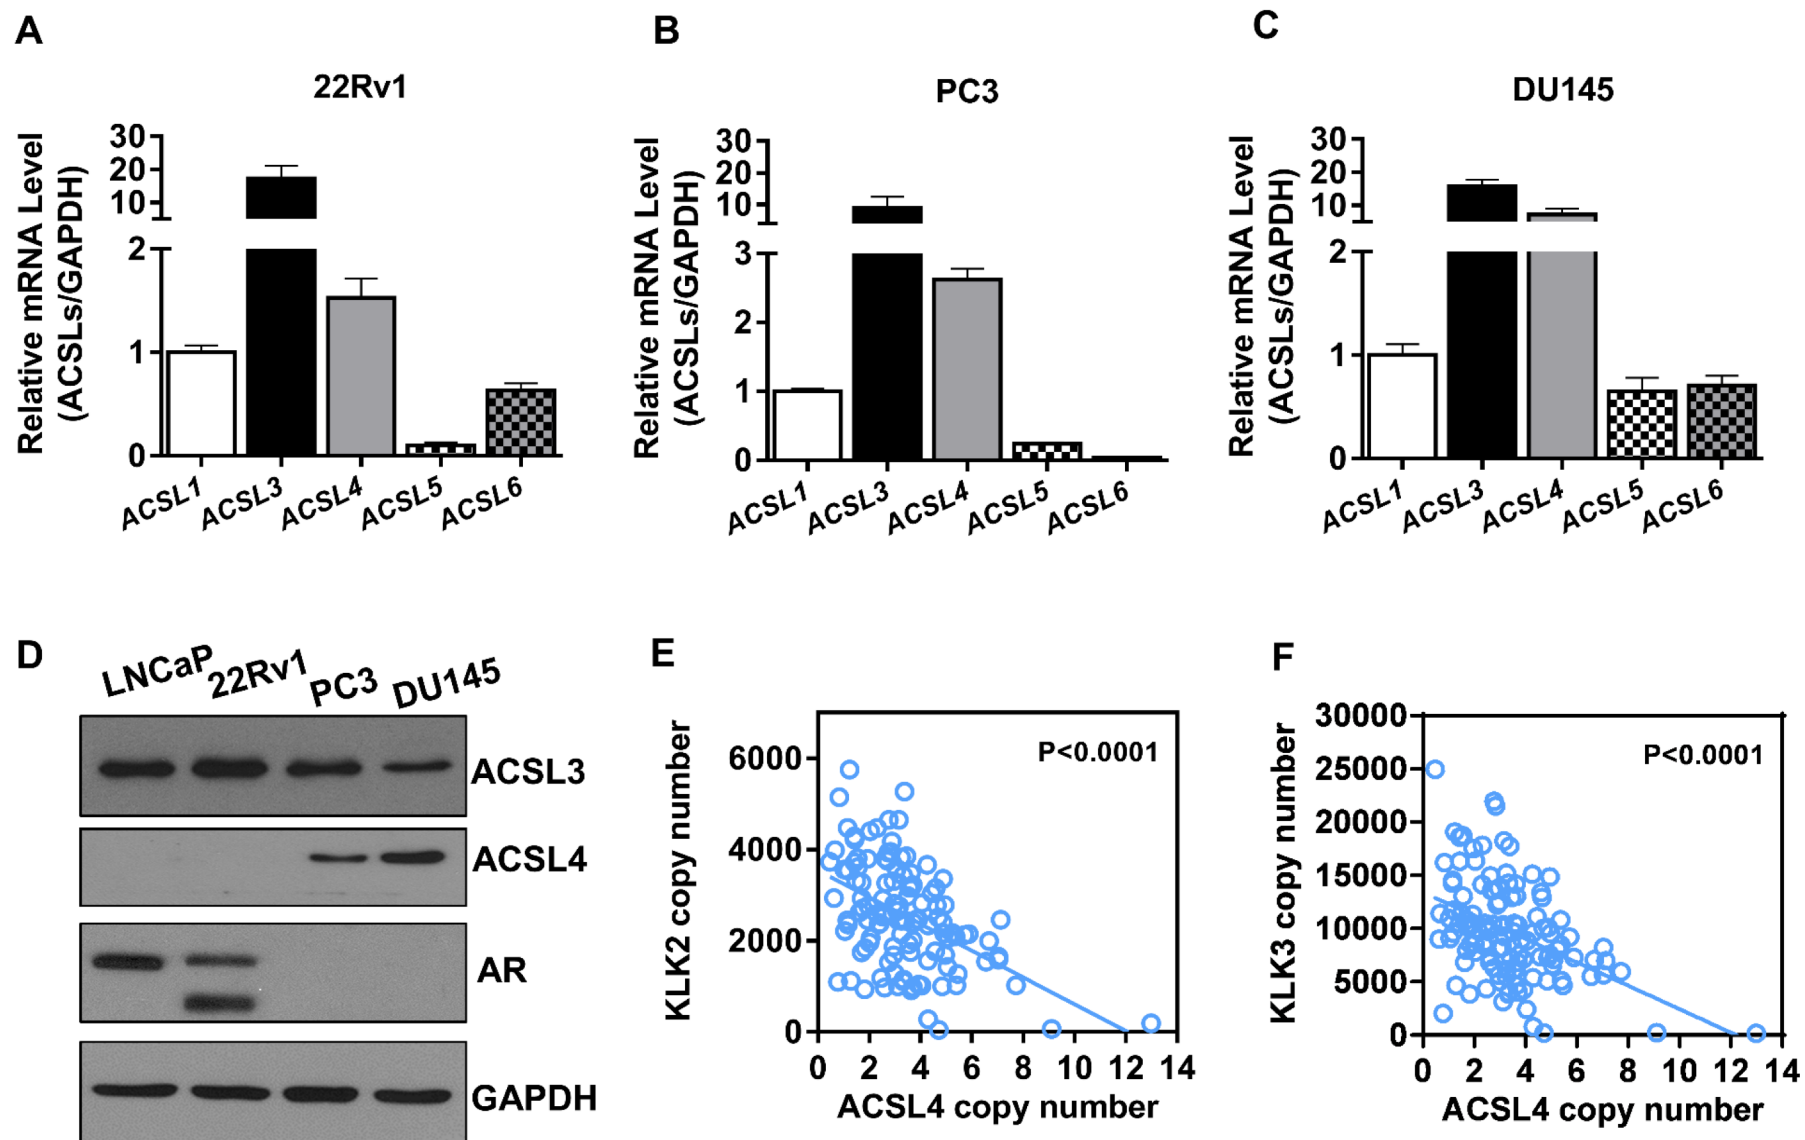 A
22Rv1
Relative mRNA Level
(ACSLs/GAPDH)
30
20
10
2
1
0
ACSL1
ACSL3
ACSL4
ACSL5
ACSL6
B
PC3
Relative mRNA Level
(ACSLs/GAPDH)
30
20
10
3
2
1
0
ACSL1
ACSL3
ACSL4
ACSL5
ACSL6
C
DU145
Relative mRNA Level
(ACSLs/GAPDH)
30
20
10
2
1
0
ACSL1
ACSL3
ACSL4
ACSL5
ACSL6
D
LNCaP
22Rv1
PC3
DU145
ACSL3
ACSL4
AR
GAPDH
E
KLK2 copy number
6000
4000
2000
0
P<0.0001
0 2 4 6 8 10 12 14
ACSL4 copy number
F
KLK3 copy number
30000
25000
20000
15000
10000
5000
0
P<0.0001
0 2 4 6 8 10 12 14
ACSL4 copy number